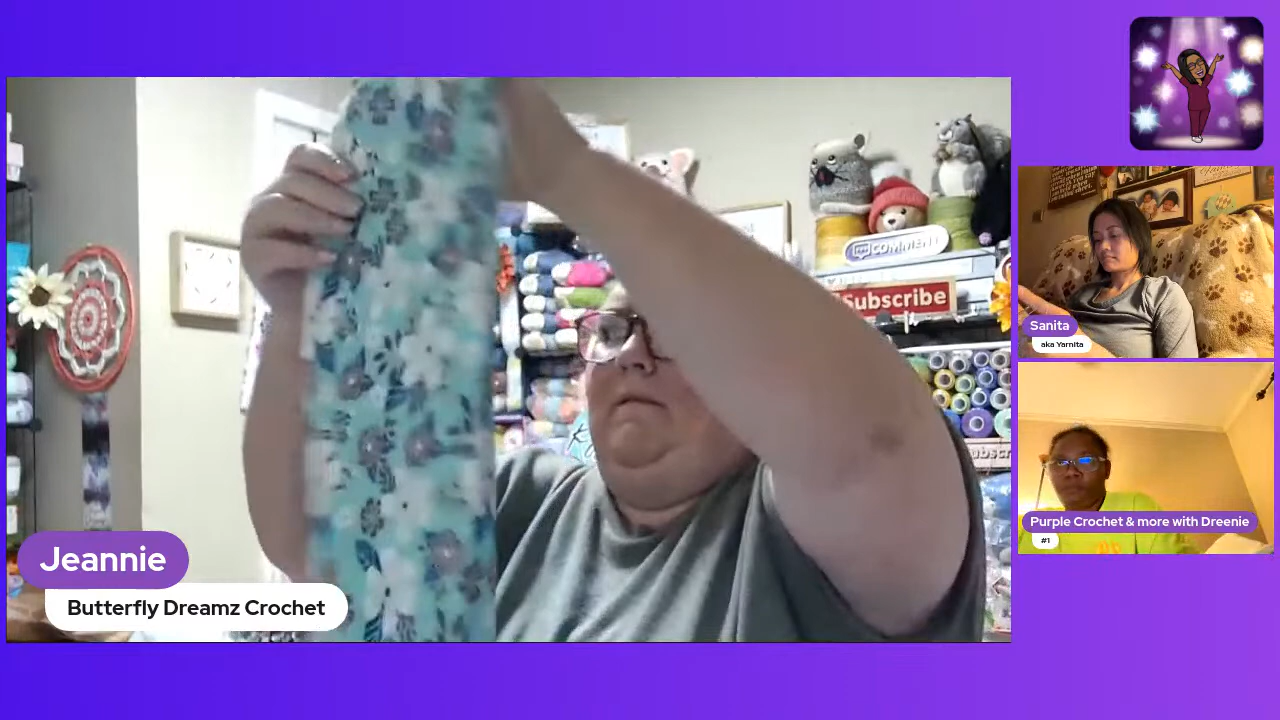 COMMENT
Subscribe
Jeannie
Butterfly Dreamz Crochet
Sanita
aka Yarnita
Purple Crochet & more with Dreenie
#1